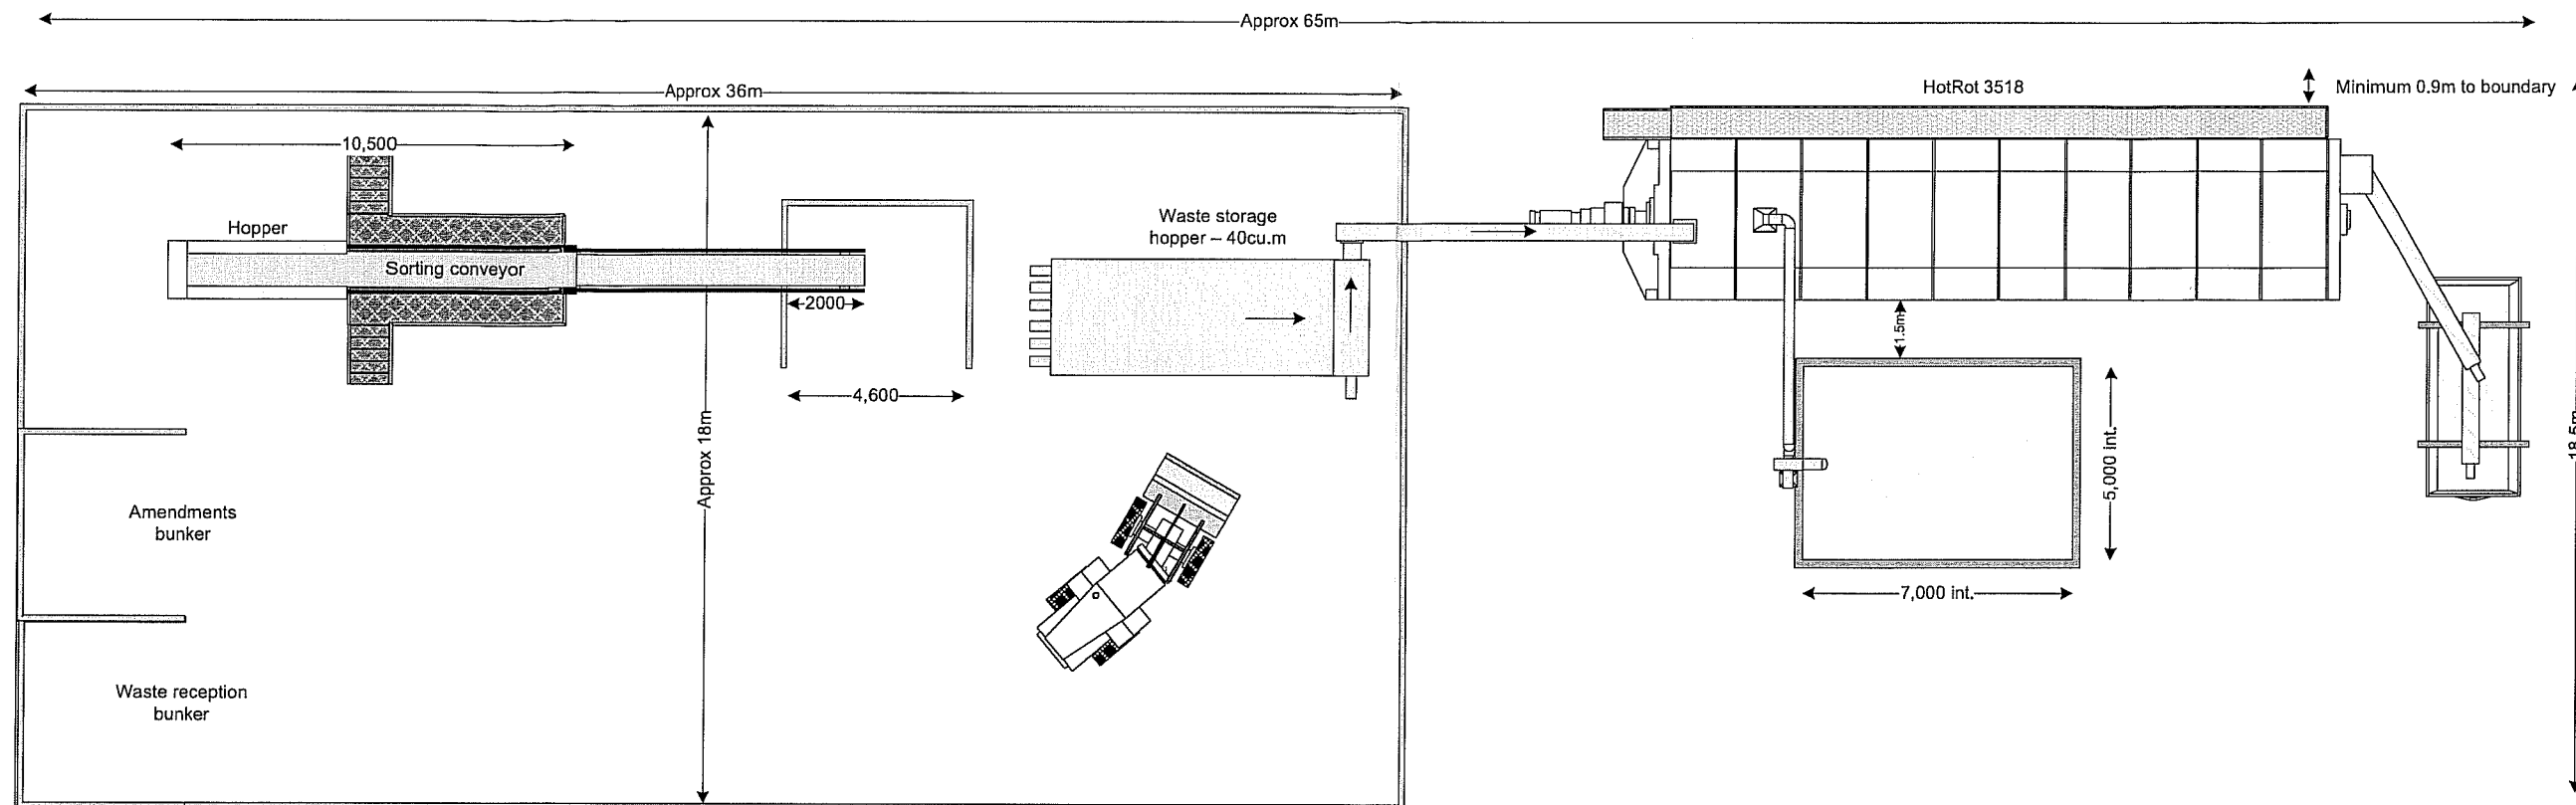 Approx 65m
Approx 36m
HotRot 3518
Minimum 0.9m to boundary
10,500
Hopper
Sorting conveyor
2000
4,600
Waste storage
hopper – 40cu.m
Approx 18m
1.5m
5,000 int.
7,000 int.
18.5m
Amendments
bunker
Waste reception
bunker